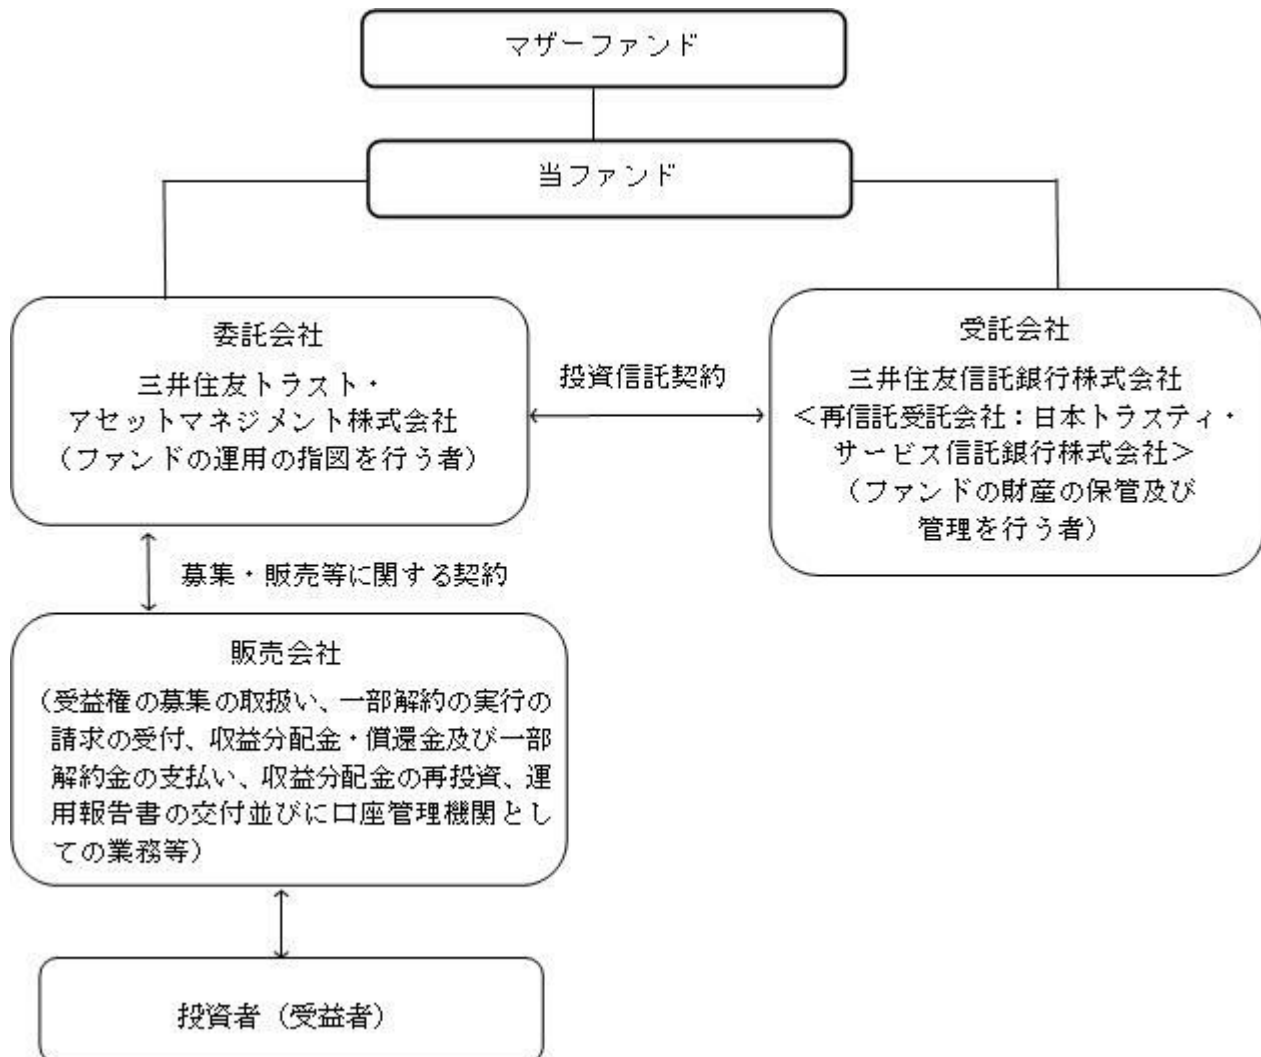 マザーファンド
当ファンド
委託会社
三井住友トラスト・
アセットマネジメント株式会社
（ファンドの運用の指図を行う者）
投資信託契約
受託会社
三井住友信託銀行株式会社
＜再信託受託会社：日本トラスティ・
サービス信託銀行株式会社＞
（ファンドの財産の保管及び
管理を行う者）
募集・販売等に関する契約
販売会社
（受益権の募集の取扱い、一部解約の実行の
請求の受付、収益分配金・償還金及び一部
解約金の支払い、収益分配金の再投資、運
用報告書の交付並びに口座管理機関とし
ての業務等）
投資者（受益者）